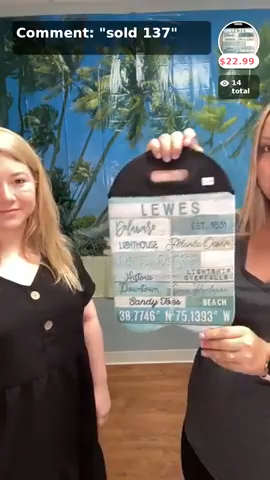 Comment: "sold 137"
$22.99
14
total
LEWES
Delaware EST. 1631
LIGHTHOUSE Atlantic Ocean
Historic LIGHTSHIP
Downtown OVERFALLS
Sandy Toes BEACH
38.7746° N 75.1393° W